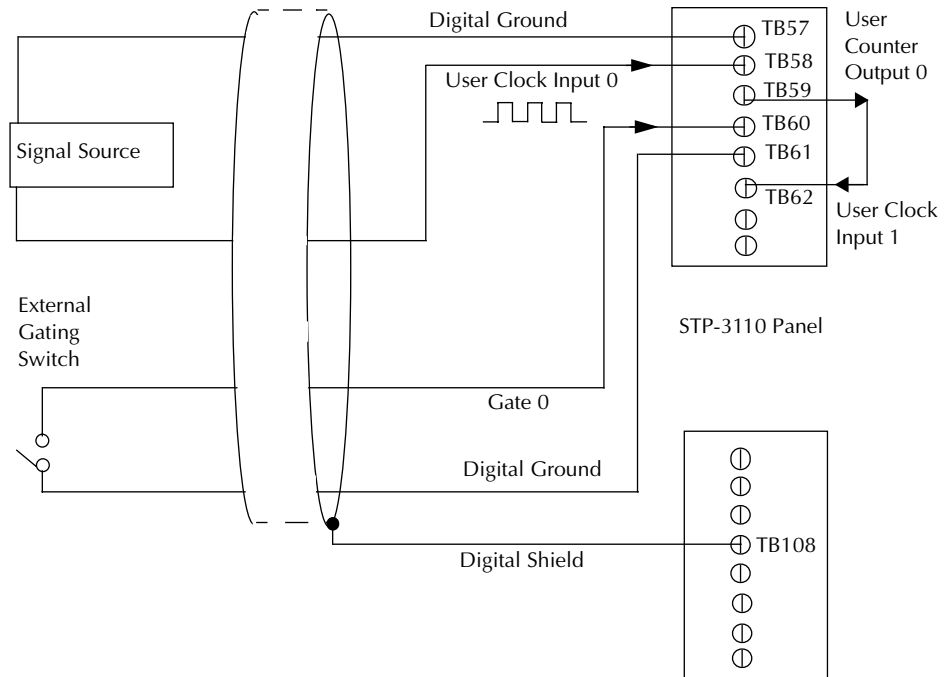 Digital Ground
TB57
User
Counter
Output 0
TB58
User Clock Input 0
TB59
TB60
Signal Source
TB61
TB62
User Clock
Input 1
External
Gating
Switch
STP-3110 Panel
Gate 0
Digital Ground
TB108
Digital Shield